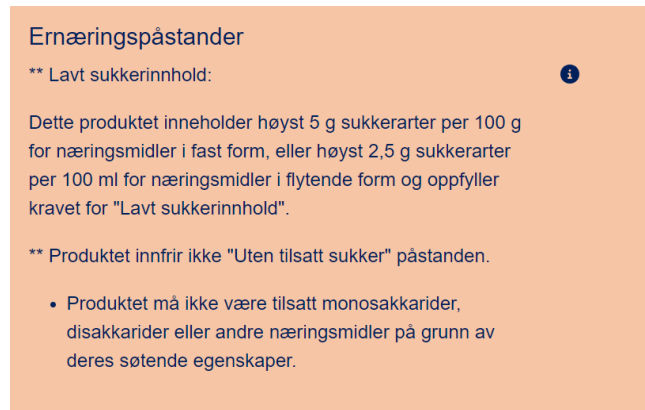 Ernæringspåstander
** Lavt sukkerinnhold:
Dette produktet inneholder høyst 5 g sukkerarter per 100 g
for næringsmidler i fast form, eller høyst 2,5 g sukkerarter
per 100 ml for næringsmidler i flytende form og oppfyller
kravet for "Lavt sukkerinnhold".
** Produktet innfrir ikke "Uten tilsatt sukker" påstanden.
• Produktet må ikke være tilsatt monosakkarider,
disakkarider eller andre næringsmidler på grunn av
deres søtende egenskaper.